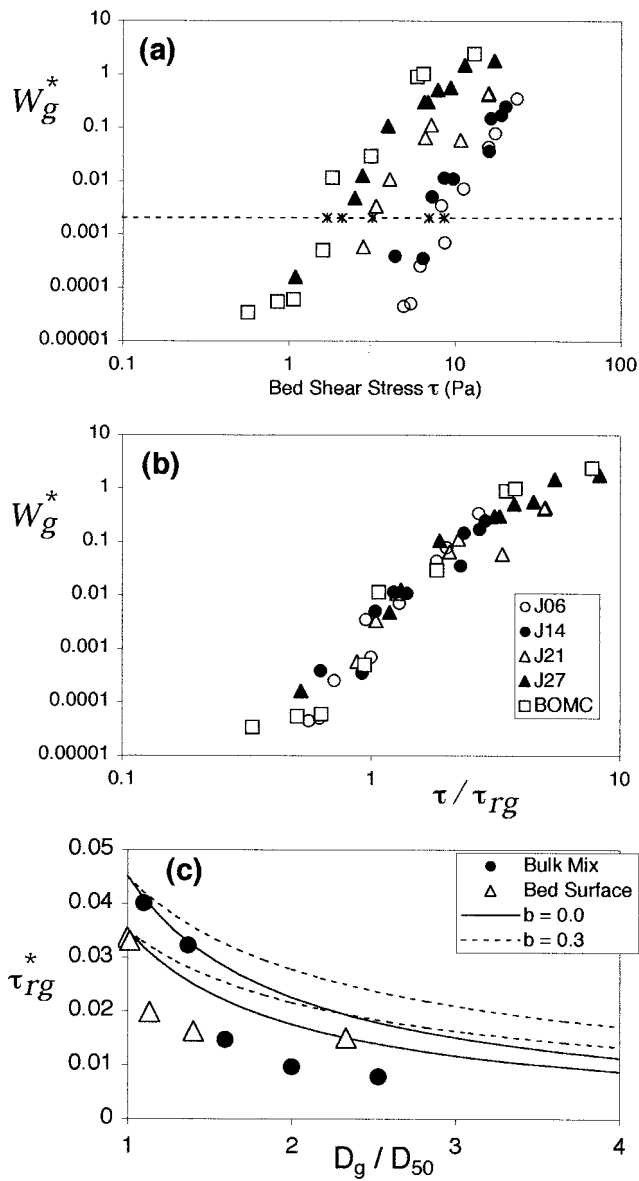 (a)
W*g
10
1
0.1
0.01
0.001
0.0001
0.00001
0.1 1 10 100
Bed Shear Stress τ (Pa)
(b)
W*g
10
1
0.1
0.01
0.001
0.0001
0.00001
J06
J14
J21
J27
BOMC
0.1 1 10
τ / τrg
(c)
τ*rg
0.05
0.04
0.03
0.02
0.01
0
Bulk Mix
Bed Surface
b = 0.0
b = 0.3
1 2 3 4
Dg / D50